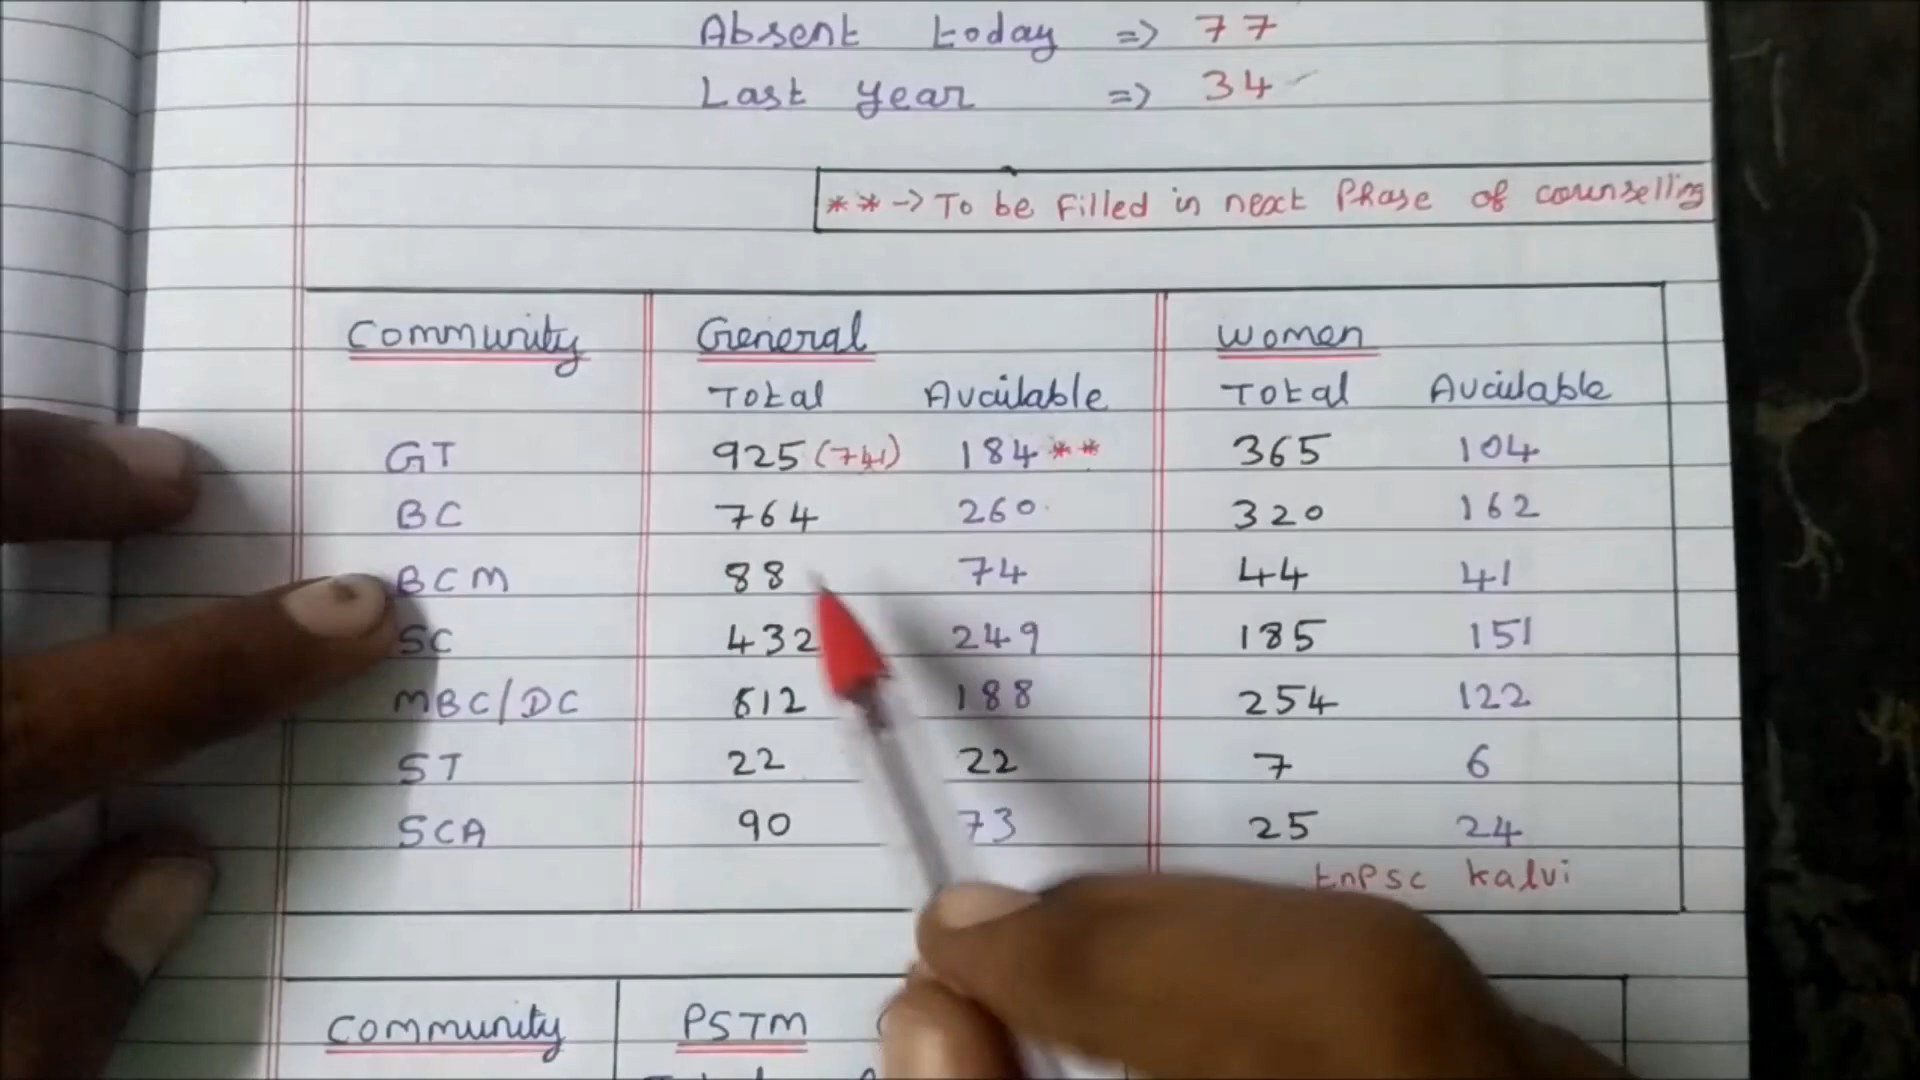 Absent today => 77
Last year => 34
** -> To be Filled in next Phase of counselling
Community General Women
Total Available Total Available
GT 925 (741) 184 ** 365 104
BC 764 260 320 162
BCM 88 74 44 41
SC 432 249 185 151
MBC/DC 612 188 254 122
ST 22 22 7 6
SCA 90 73 25 24
tnpsc kalvi
Community PSTM